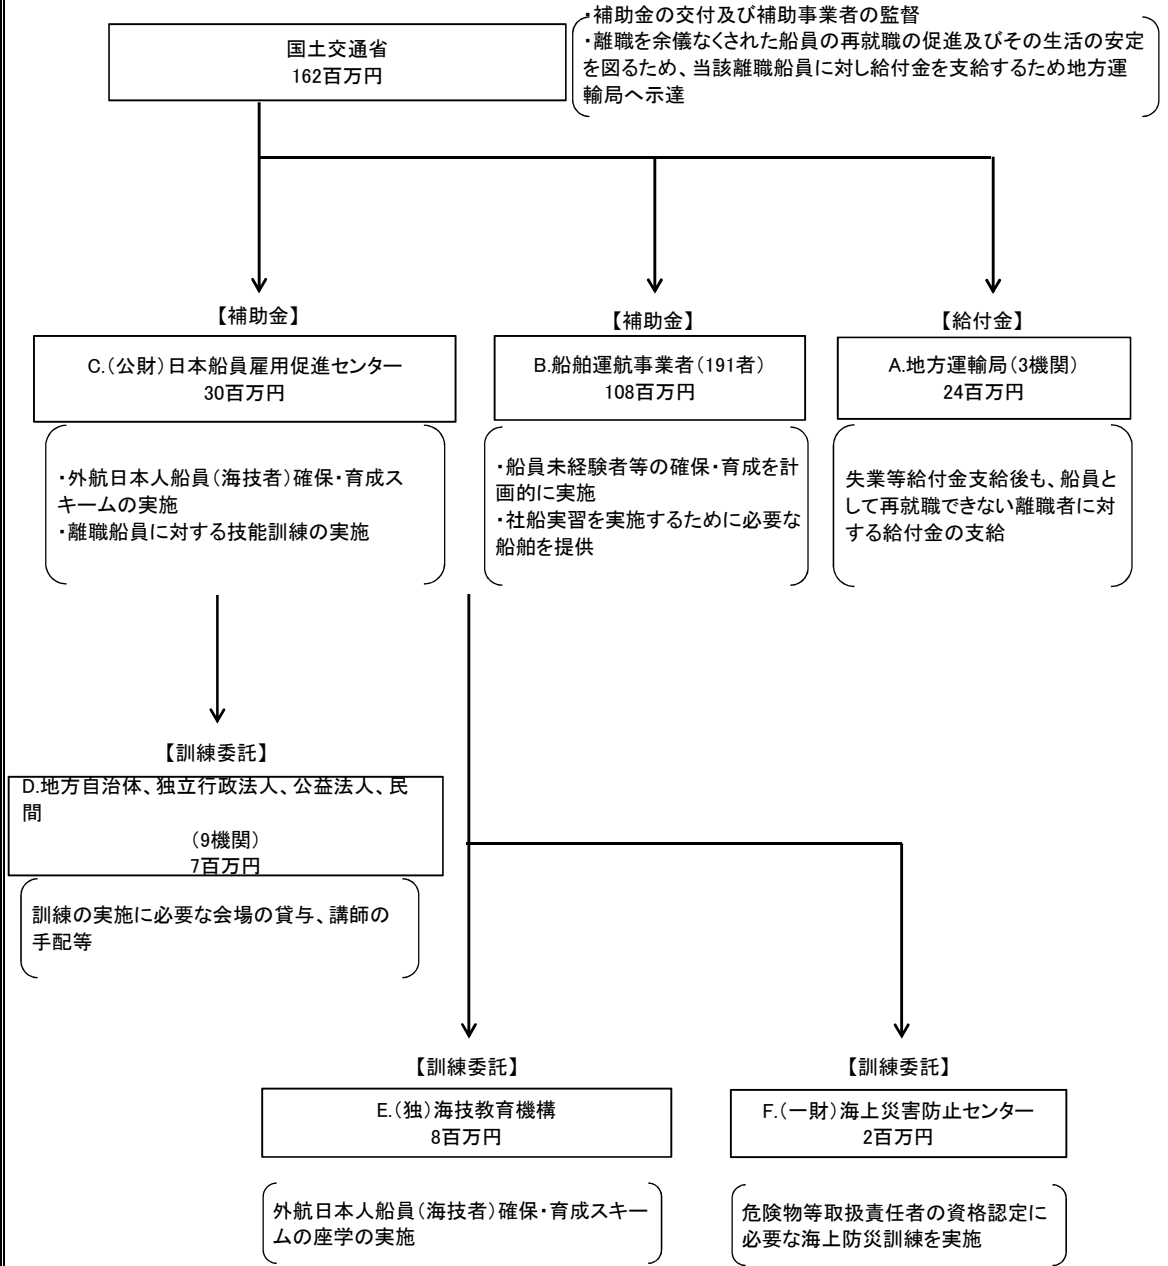 国土交通省
162百万円
・補助金の交付及び補助事業者の監督
・離職を余儀なくされた船員の再就職の促進及びその生活の安定
を図るため、当該離職船員に対し給付金を支給するため地方運
輸局へ示達
【補助金】
C.(公財)日本船員雇用促進センター
30百万円
・外航日本人船員(海技者)確保・育成ス
キームの実施
・離職船員に対する技能訓練の実施
【補助金】
B.船舶運航事業者(191者)
108百万円
・船員未経験者等の確保・育成を計
画的に実施
・社船実習を実施するために必要な
船舶を提供
【給付金】
A.地方運輸局(3機関)
24百万円
失業等給付金支給後も、船員と
して再就職できない離職者に対
する給付金の支給
【訓練委託】
D.地方自治体、独立行政法人、公益法人、民
間
(9機関)
7百万円
訓練の実施に必要な会場の貸与、講師の
手配等
【訓練委託】
E.(独)海技教育機構
8百万円
外航日本人船員(海技者)確保・育成スキー
ムの座学の実施
【訓練委託】
F.(一財)海上災害防止センター
2百万円
危険物等取扱責任者の資格認定に
必要な海上防災訓練を実施